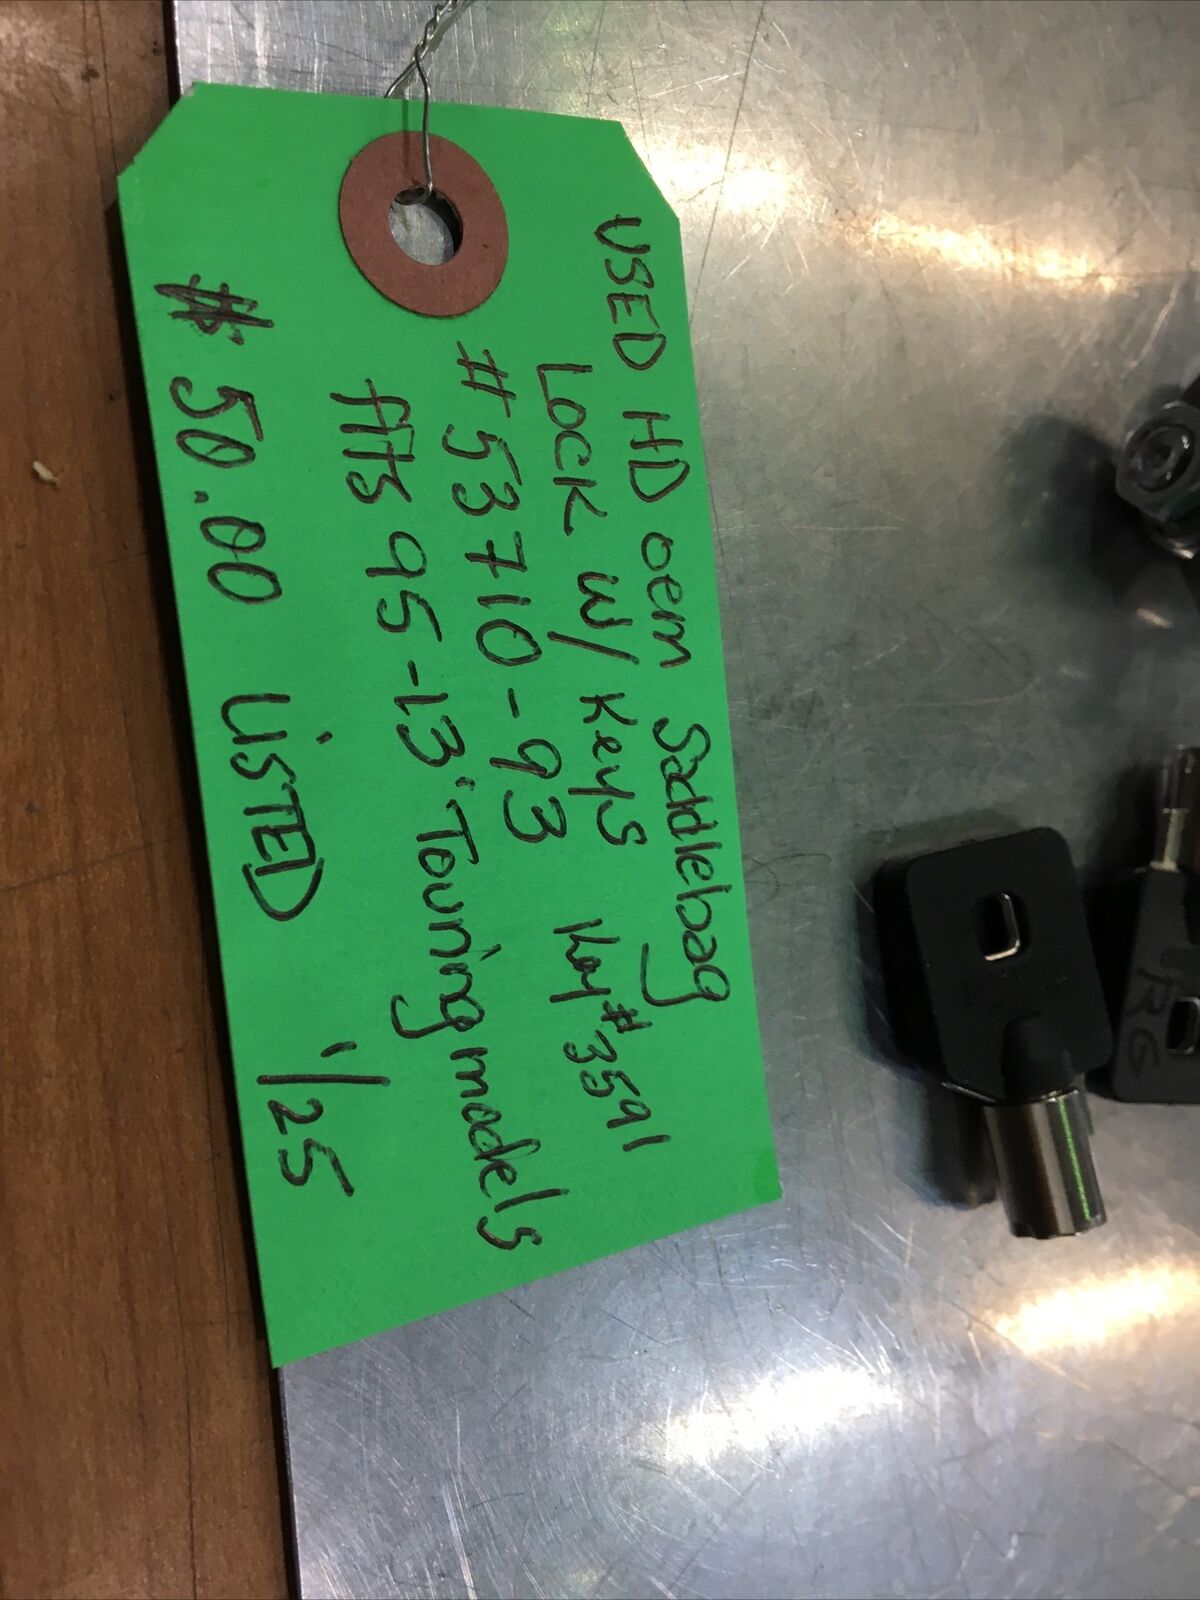 USED HD oem Saddlebag
Lock w/ Keys Key# 3591
# 53710-93
fits 95-13' Touring models
$ 50.00 LiSTED '/25
RG